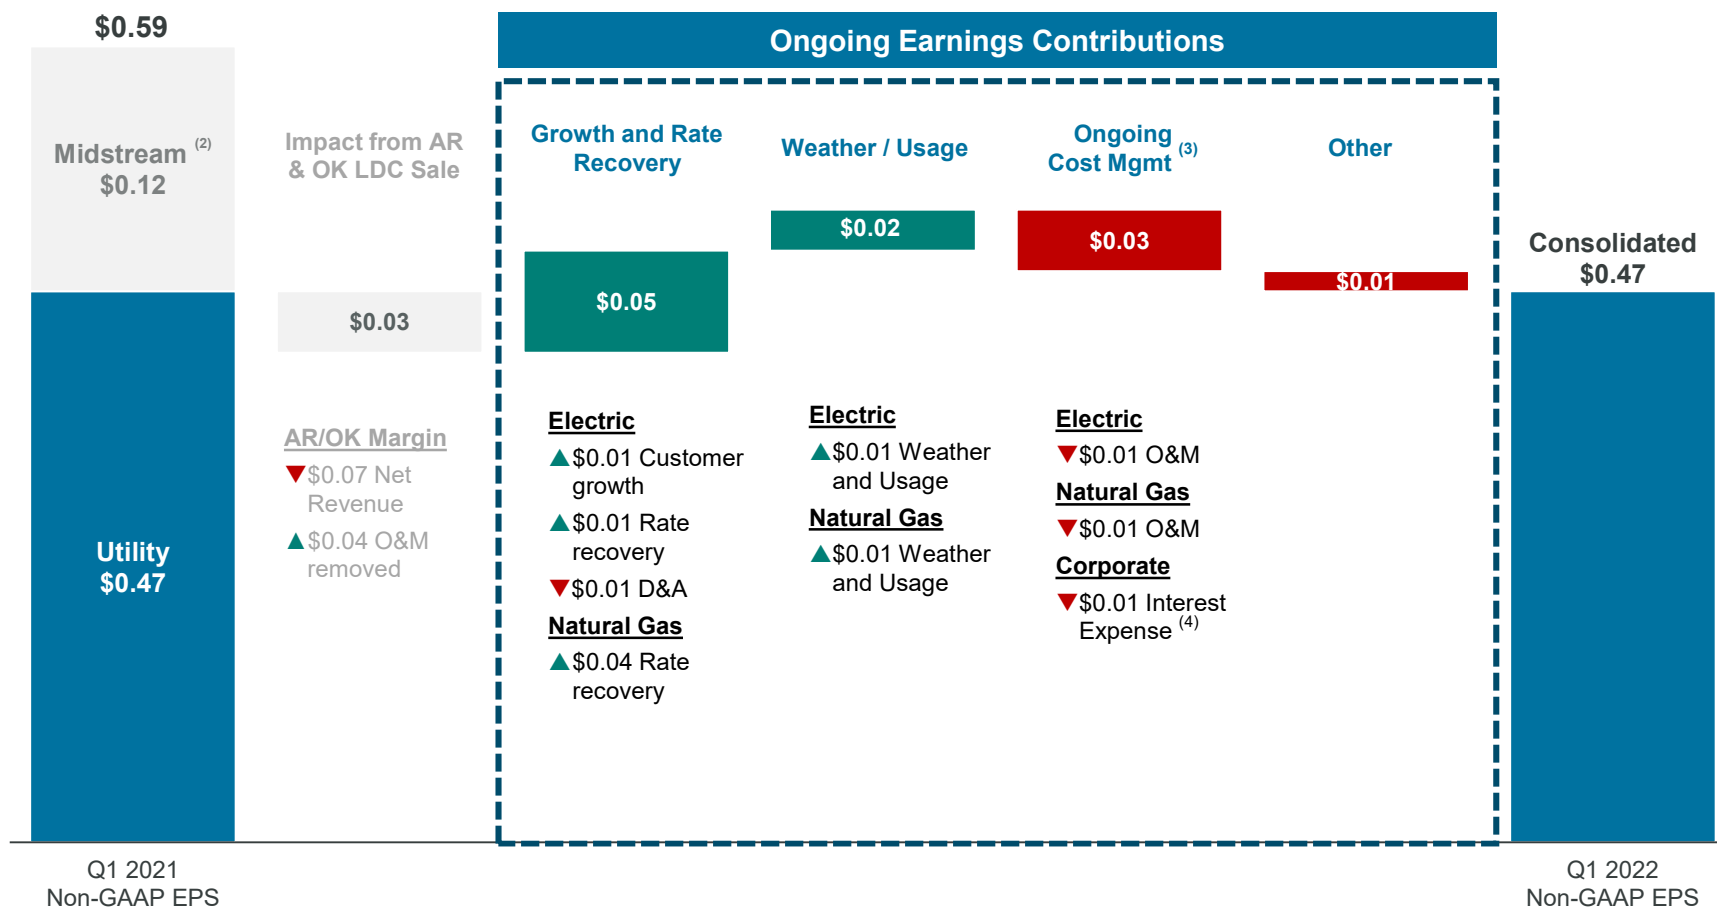 $0.59
Midstream (2)
$0.12
Utility
$0.47
Q1 2021
Non-GAAP EPS
Impact from AR
& OK LDC Sale
$0.03
AR/OK Margin
▼$0.07 Net
Revenue
▲$0.04 O&M
removed
Ongoing Earnings Contributions
Growth and Rate
Recovery
$0.05
Electric
▲$0.01 Customer
growth
▲$0.01 Rate
recovery
▼$0.01 D&A
Natural Gas
▲$0.04 Rate
recovery
Weather / Usage
$0.02
Electric
▲$0.01 Weather
and Usage
Natural Gas
▲$0.01 Weather
and Usage
Ongoing
Cost Mgmt (3)
$0.03
Electric
▼$0.01 O&M
Natural Gas
▼$0.01 O&M
Corporate
▼$0.01 Interest
Expense (4)
Other
$0.01
Consolidated
$0.47
Q1 2022
Non-GAAP EPS